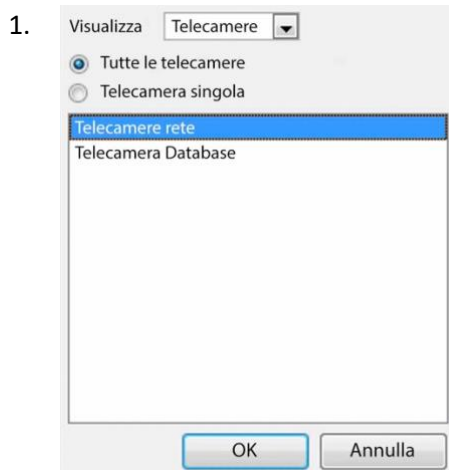 1. Visualizza Telecamere
Tutte le telecamere
Telecamera singola
Telecamere rete
Telecamera Database
OK Annulla